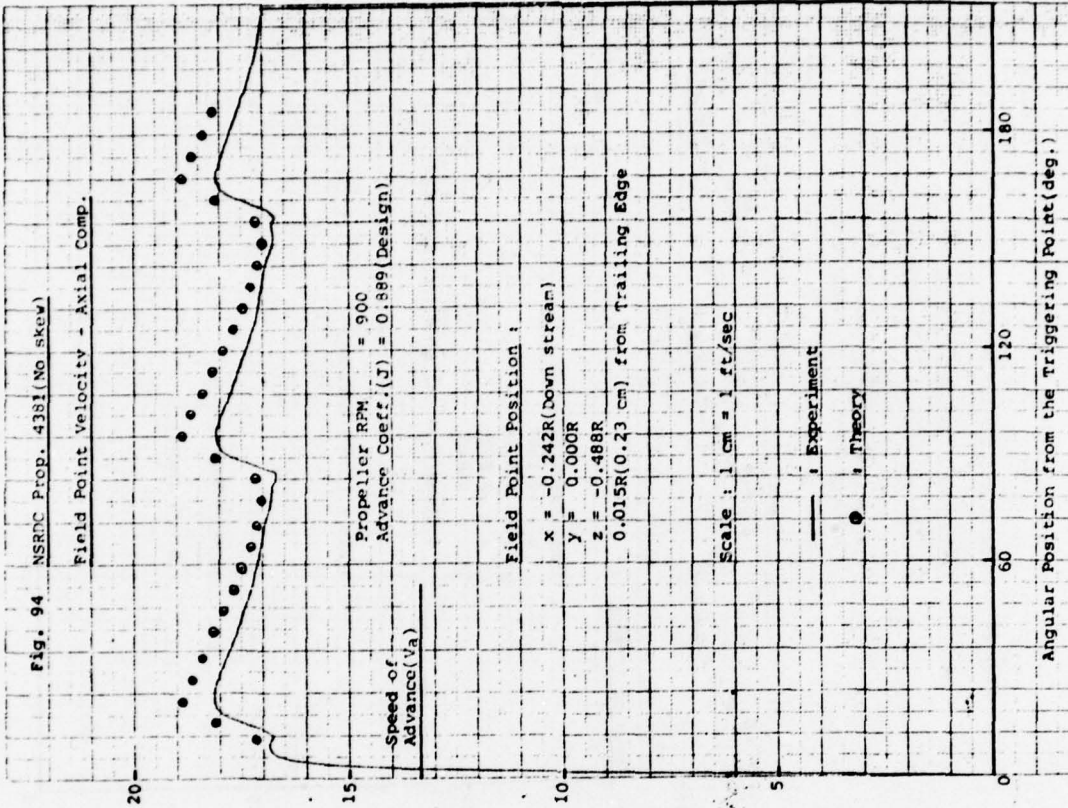 Fig. 94 NSRDC Prop. 4381(No skew)
Field Point Velocity - Axial Comp.
20
15
10
5
0
60
120
180
Propeller RPM = 900
Advance Coeff.(J) = 0.889(Design)
Speed of
Advance(Va)
Field Point Position :
x = -0.242R(Down stream)
y = 0.000R
z = -0.488R
0.015R(0.23 cm) from Trailing Edge
Scale : 1 cm = 1 ft/sec
: Experiment
: Theory
Angular Position from the Triggering Point(deg.)